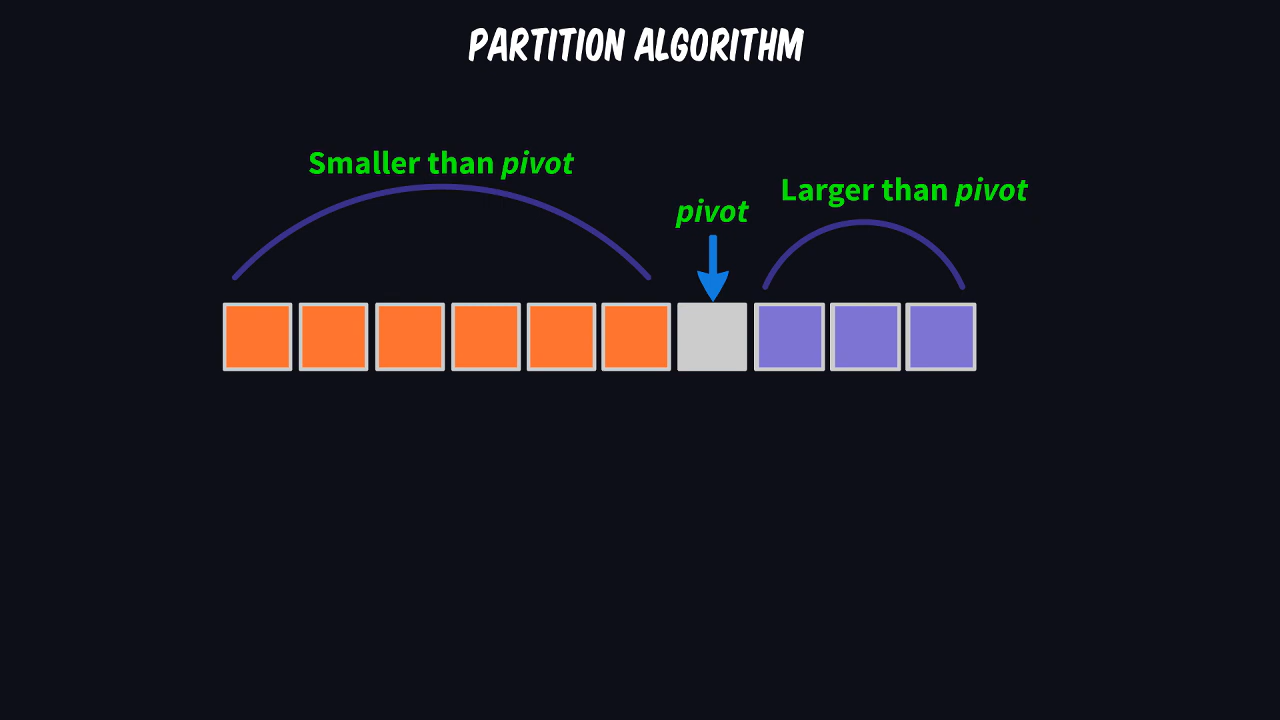 PARTITION ALGORITHM
Smaller than pivot
pivot
Larger than pivot